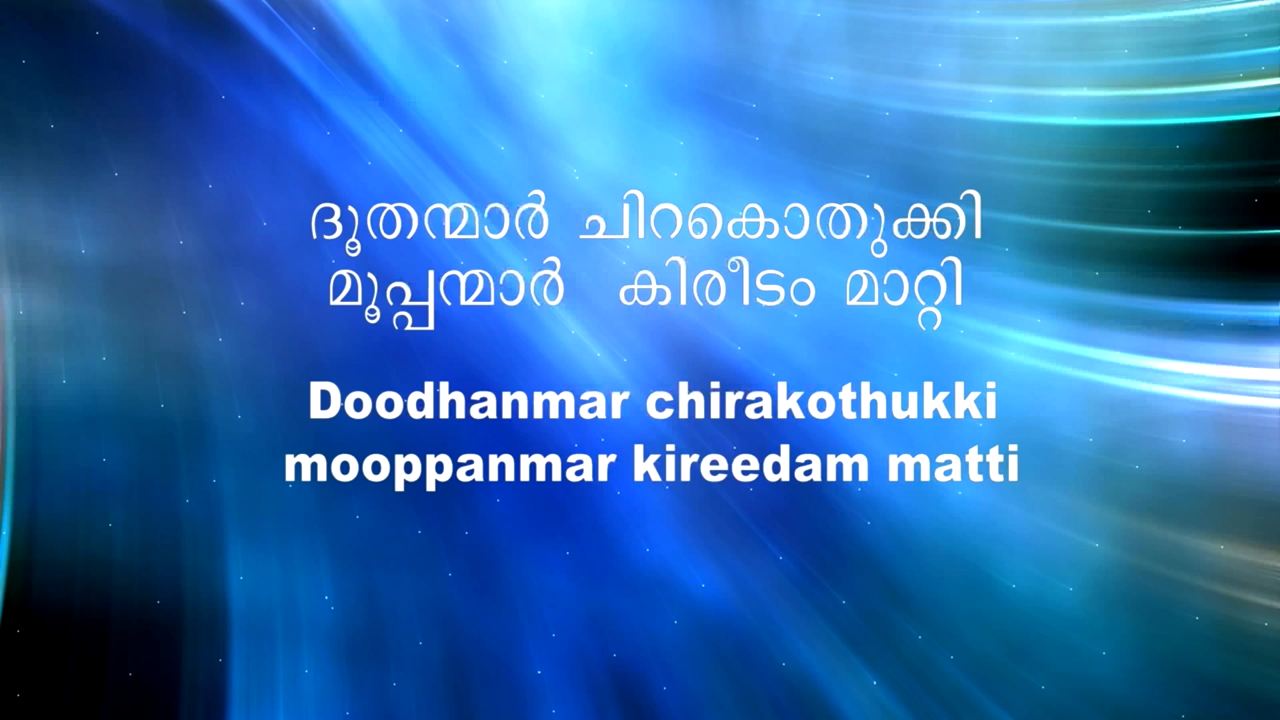 ദൂതന്മാർ ചിറകൊതുക്കി
മൂപ്പന്മാർ കിരീടം മാറ്റി
Doodhanmar chirakothukki
mooppanmar kireedam matti